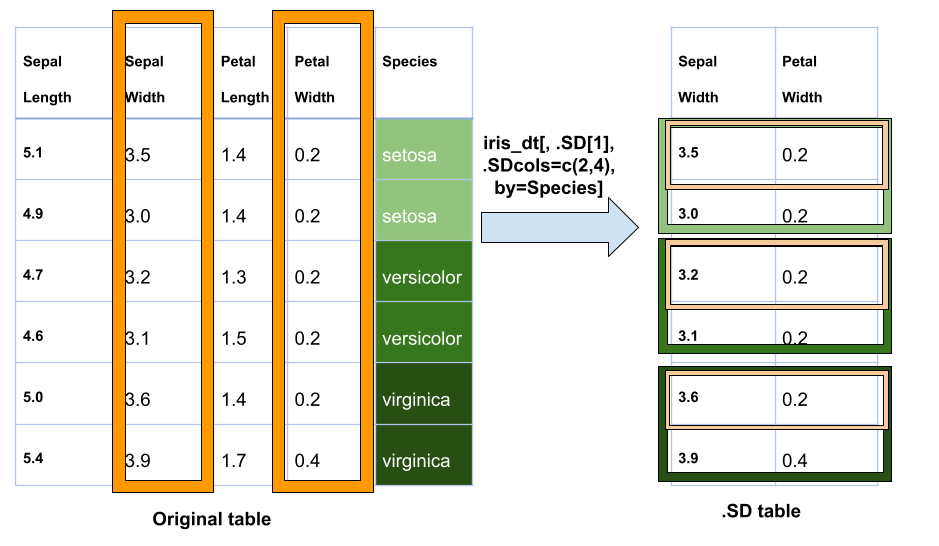 Sepal Length Sepal Width Petal Length Petal Width Species
5.1 3.5 1.4 0.2 setosa
4.9 3.0 1.4 0.2 setosa
4.7 3.2 1.3 0.2 versicolor
4.6 3.1 1.5 0.2 versicolor
5.0 3.6 1.4 0.2 virginica
5.4 3.9 1.7 0.4 virginica
Original table
iris_dt[, .SD[1],
.SDcols=c(2,4),
by=Species]
Sepal Width Petal Width
3.5 0.2
3.0 0.2
3.2 0.2
3.1 0.2
3.6 0.2
3.9 0.4
.SD table